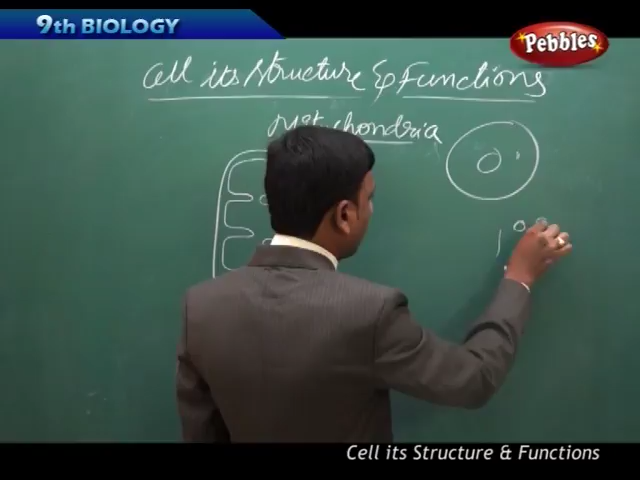 9th BIOLOGY
Pebbles
Cell its Structure & Functions
Mitochondria
Cell its Structure & Functions